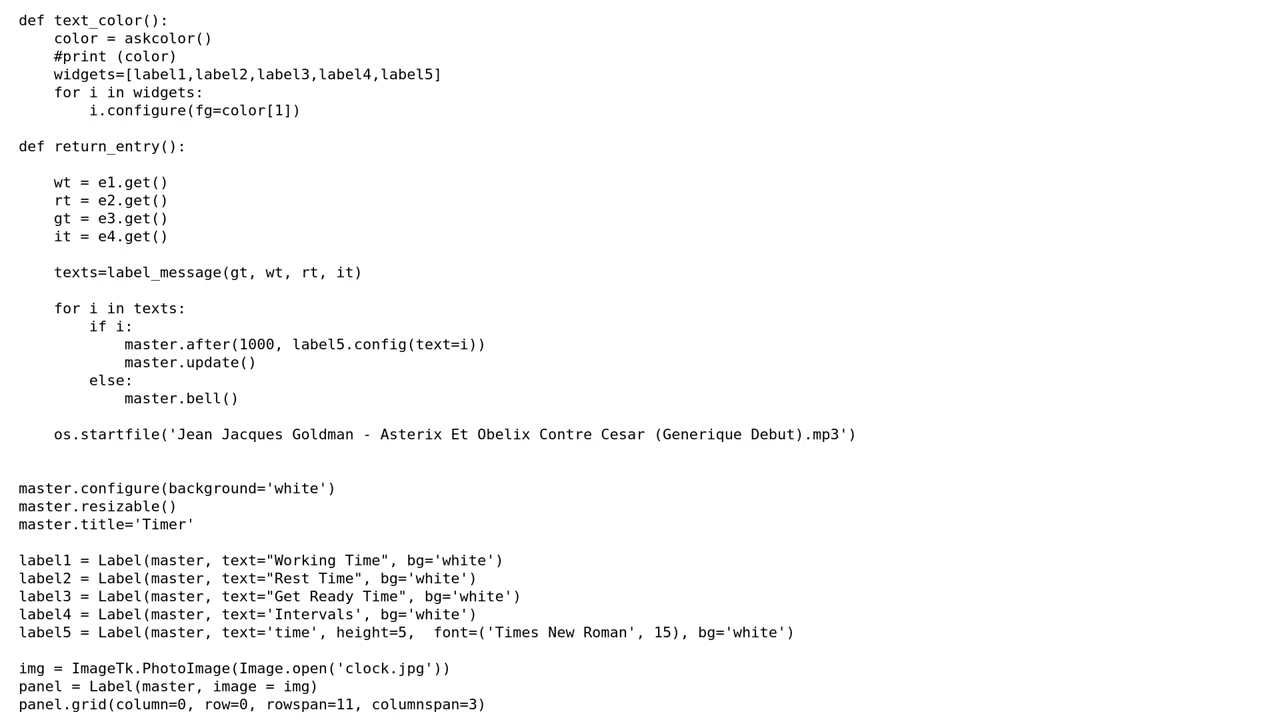 def text_color():
    color = askcolor()
    #print (color)
    widgets=[label1,label2,label3,label4,label5]
    for i in widgets:
        i.configure(fg=color[1])

def return_entry():

    wt = e1.get()
    rt = e2.get()
    gt = e3.get()
    it = e4.get()

    texts=label_message(gt, wt, rt, it)

    for i in texts:
        if i:
            master.after(1000, label5.config(text=i))
            master.update()
        else:
            master.bell()

    os.startfile('Jean Jacques Goldman - Asterix Et Obelix Contre Cesar (Generique Debut).mp3')


master.configure(background='white')
master.resizable()
master.title='Timer'

label1 = Label(master, text="Working Time", bg='white')
label2 = Label(master, text="Rest Time", bg='white')
label3 = Label(master, text="Get Ready Time", bg='white')
label4 = Label(master, text='Intervals', bg='white')
label5 = Label(master, text='time', height=5,  font=('Times New Roman', 15), bg='white')

img = ImageTk.PhotoImage(Image.open('clock.jpg'))
panel = Label(master, image = img)
panel.grid(column=0, row=0, rowspan=11, columnspan=3)